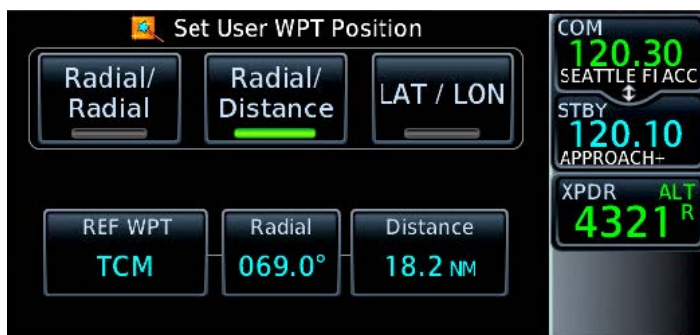 Set User WPT Position
Radial/
Radial
Radial/
Distance
LAT / LON
REF WPT
TCM
Radial
069.0°
Distance
18.2 NM
COM
120.30
SEATTLE FI ACC
STBY
120.10
APPROACH+
XPDR ALT
4321 R